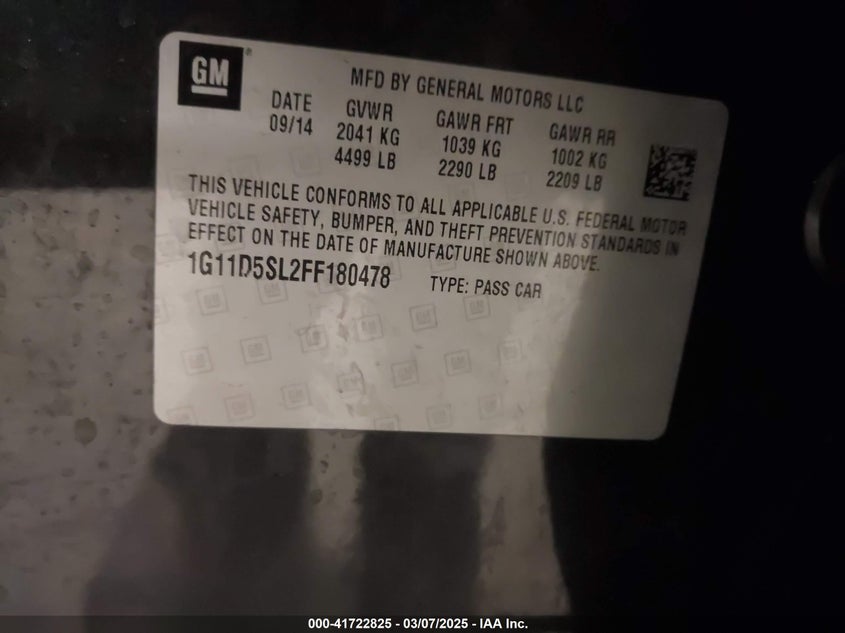 GM
MFD BY GENERAL MOTORS LLC
DATE GVWR GAWR FRT GAWR RR
09/14 2041 KG 1039 KG 1002 KG
4499 LB 2290 LB 2209 LB
THIS VEHICLE CONFORMS TO ALL APPLICABLE U.S. FEDERAL MOTOR
VEHICLE SAFETY, BUMPER, AND THEFT PREVENTION STANDARDS IN
EFFECT ON THE DATE OF MANUFACTURE SHOWN ABOVE.
1G11D5SL2FF180478 TYPE: PASS CAR
000-41722825 - 03/07/2025 - IAA Inc.